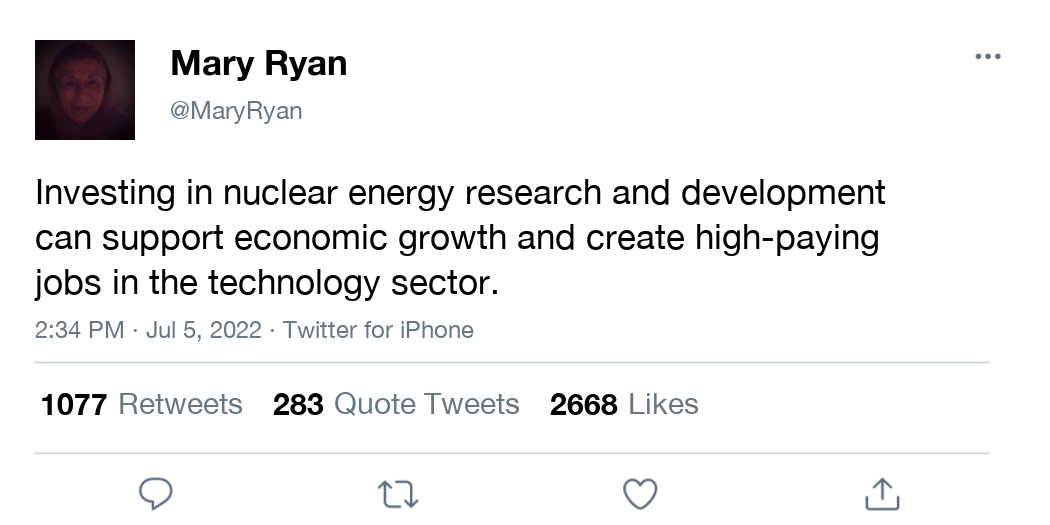 Mary Ryan
@MaryRyan
Investing in nuclear energy research and development
can support economic growth and create high-paying
jobs in the technology sector.
2:34 PM · Jul 5, 2022 · Twitter for iPhone
1077 Retweets 283 Quote Tweets 2668 Likes